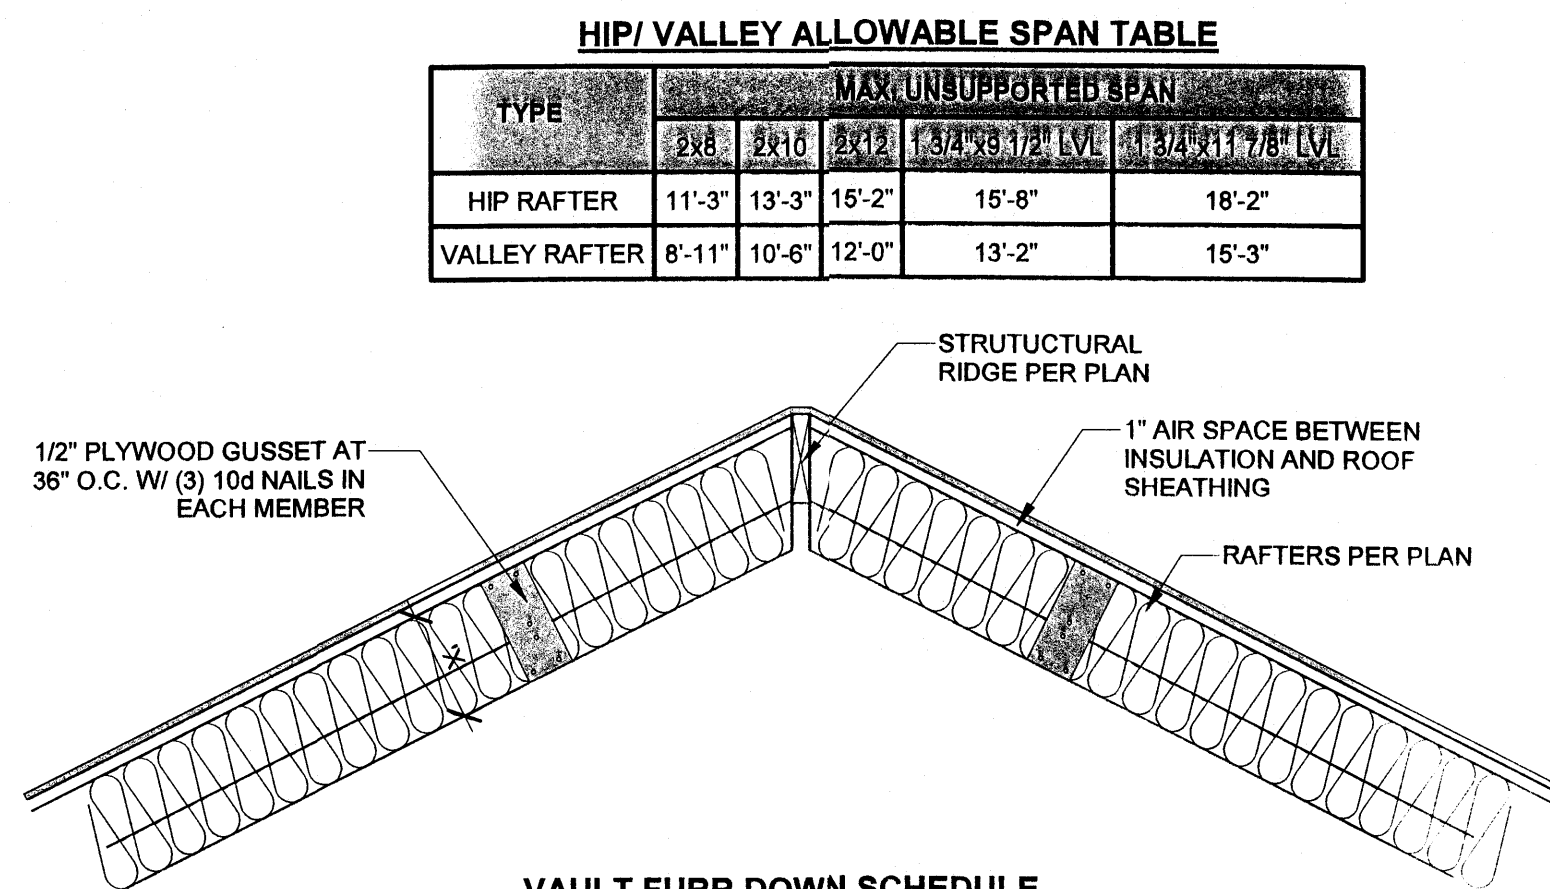 HIP/ VALLEY ALLOWABLE SPAN TABLE
TYPE
MAX. UNSUPPORTED SPAN
2x8 2x10 2x12 1 3/4"x9 1/2" LVL 1 3/4"x11 7/8" LVL
HIP RAFTER 11'-3" 13'-3" 15'-2" 15'-8" 18'-2"
VALLEY RAFTER 8'-11" 10'-6" 12'-0" 13'-2" 15'-3"
STRUTUCTURAL
RIDGE PER PLAN
1/2" PLYWOOD GUSSET AT
36" O.C. W/ (3) 10d NAILS IN
EACH MEMBER
1" AIR SPACE BETWEEN
INSULATION AND ROOF
SHEATHING
RAFTERS PER PLAN
VAULT FURR DOWN SCHEDULE